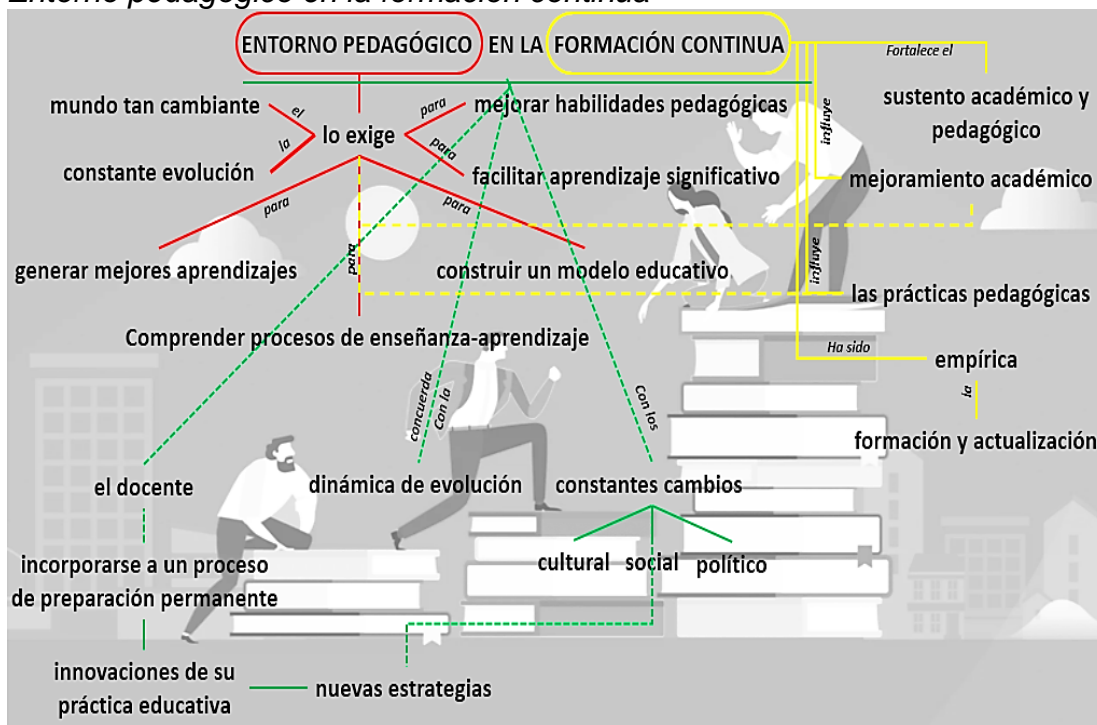 Entorno pedagógico en la formación continua
ENTORNO PEDAGÓGICO EN LA FORMACIÓN CONTINUA
Fortalece el
sustento académico y
pedagógico
mundo tan cambiante
el
la
constante evolución
lo exige
para
mejorar habilidades pedagógicas
para
facilitar aprendizaje significativo
influye
mejoramiento académico
para
generar mejores aprendizajes
para
construir un modelo educativo
para
Comprender procesos de enseñanza-aprendizaje
influye
las prácticas pedagógicas
Ha sido
empírica
la
formación y actualización
concuerda
Con la
Con los
el docente
dinámica de evolución
constantes cambios
cultural
social
político
incorporarse a un proceso
de preparación permanente
innovaciones de su
práctica educativa
nuevas estrategias